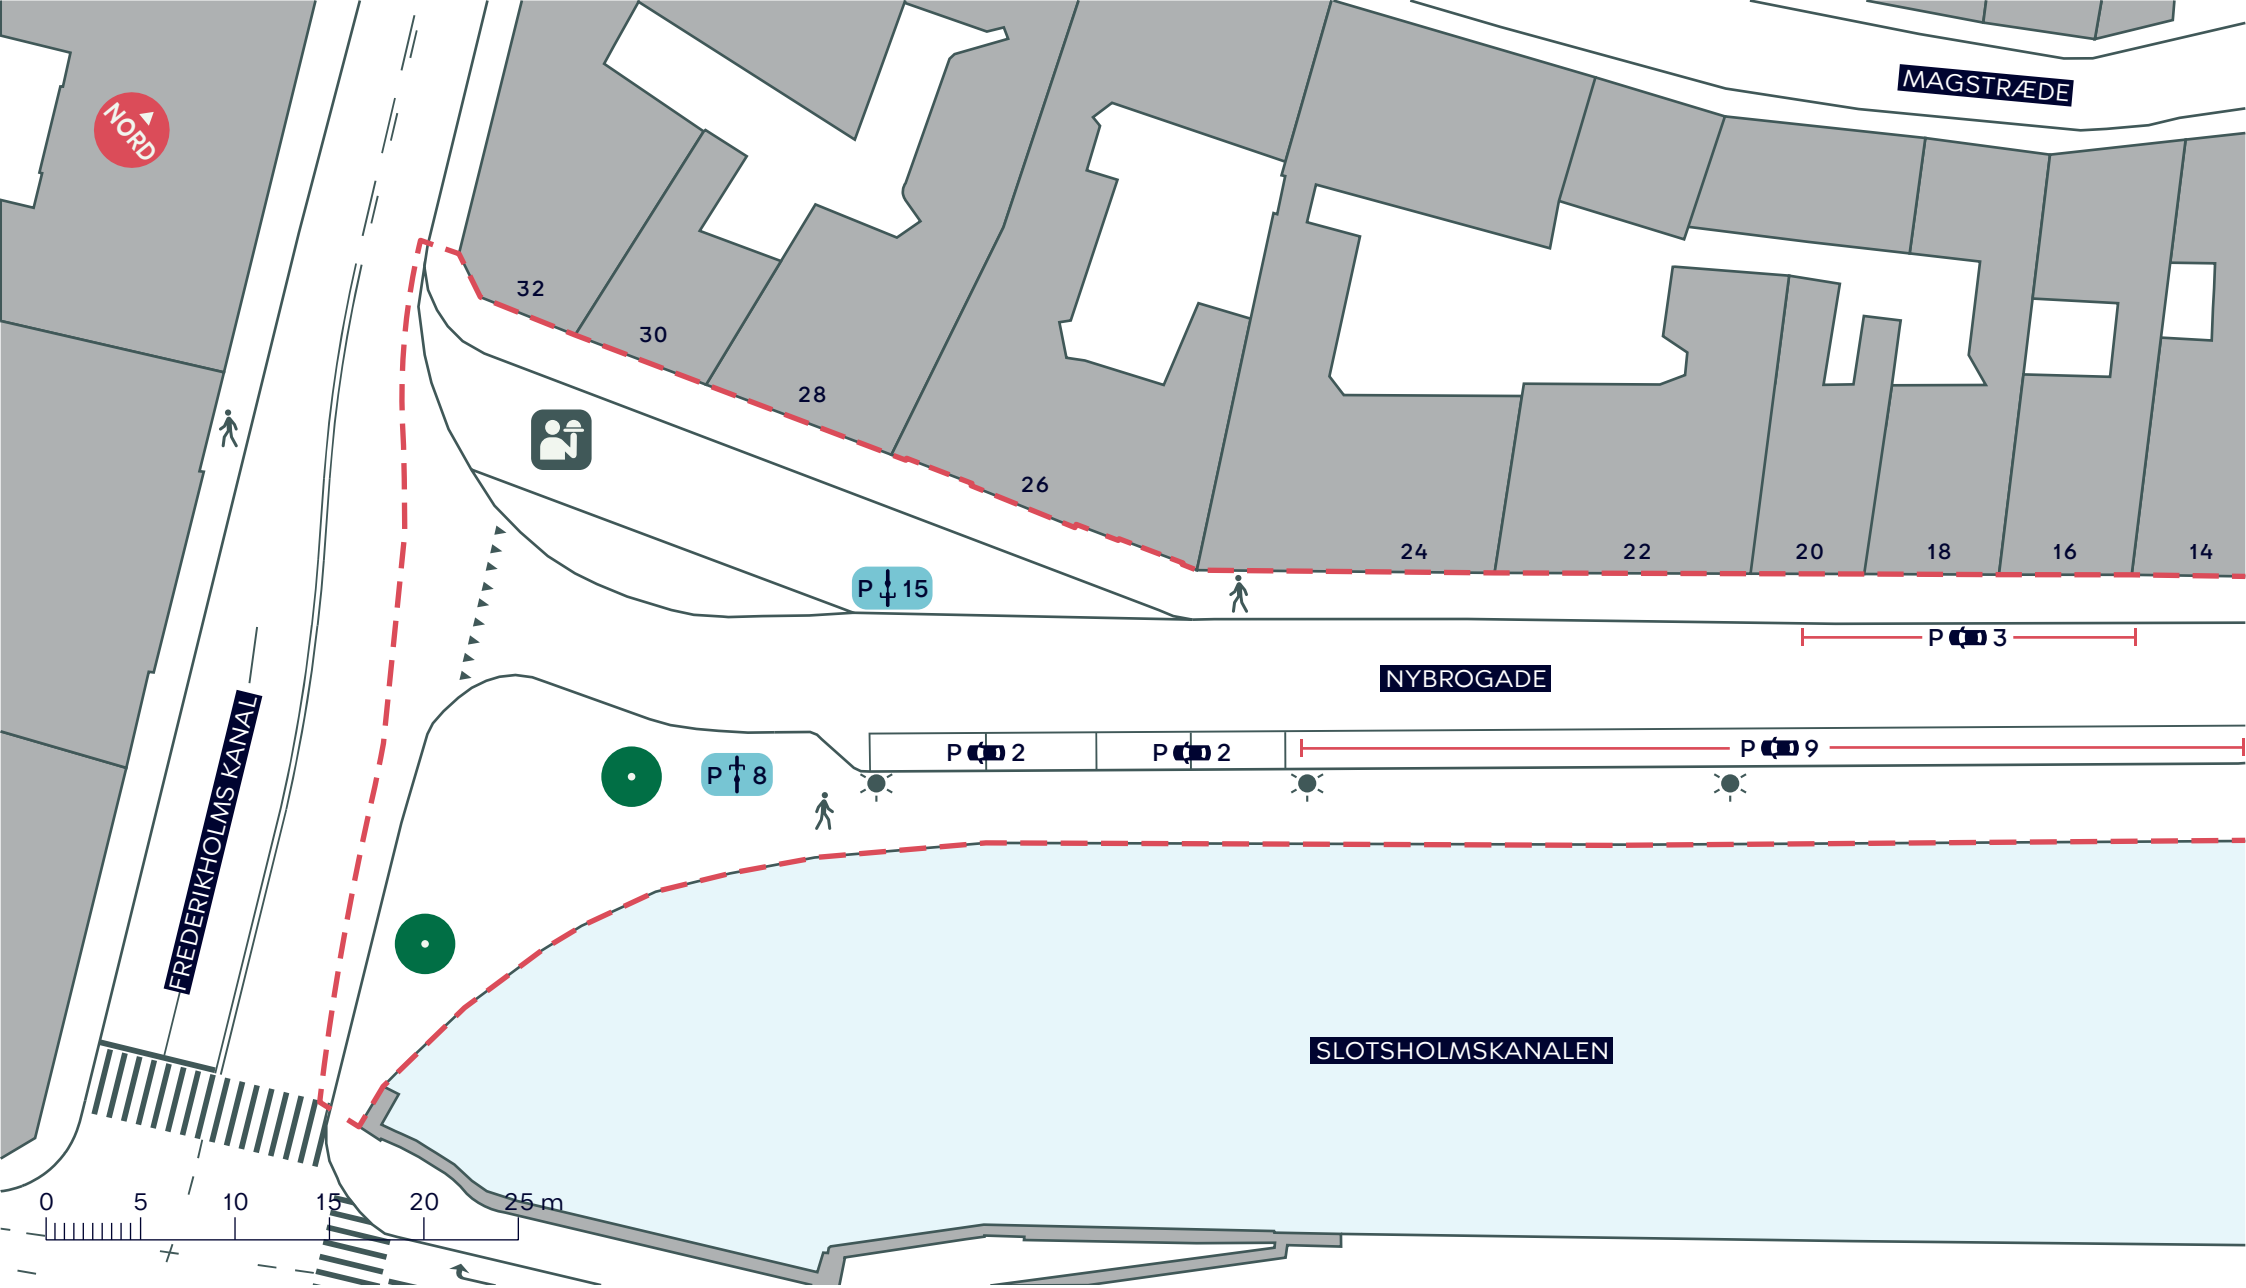 MAGSTRÆDE
NORD
32
30
28
26
24
22
20
18
16
14
P 15
P 3
NYBROGADE
P 2
P 2
P 9
P 8
FREDERIKHOLMS KANAL
SLOTSHOLMSKANALEN
0 5 10 15 20 25 m